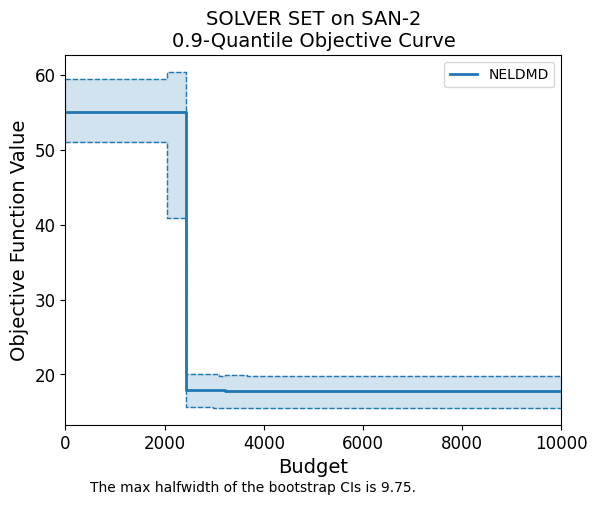 SOLVER SET on SAN-2
0.9-Quantile Objective Curve
NELDMD
Objective Function Value
60
50
40
30
20
0 2000 4000 6000 8000 10000
Budget
The max halfwidth of the bootstrap CIs is 9.75.